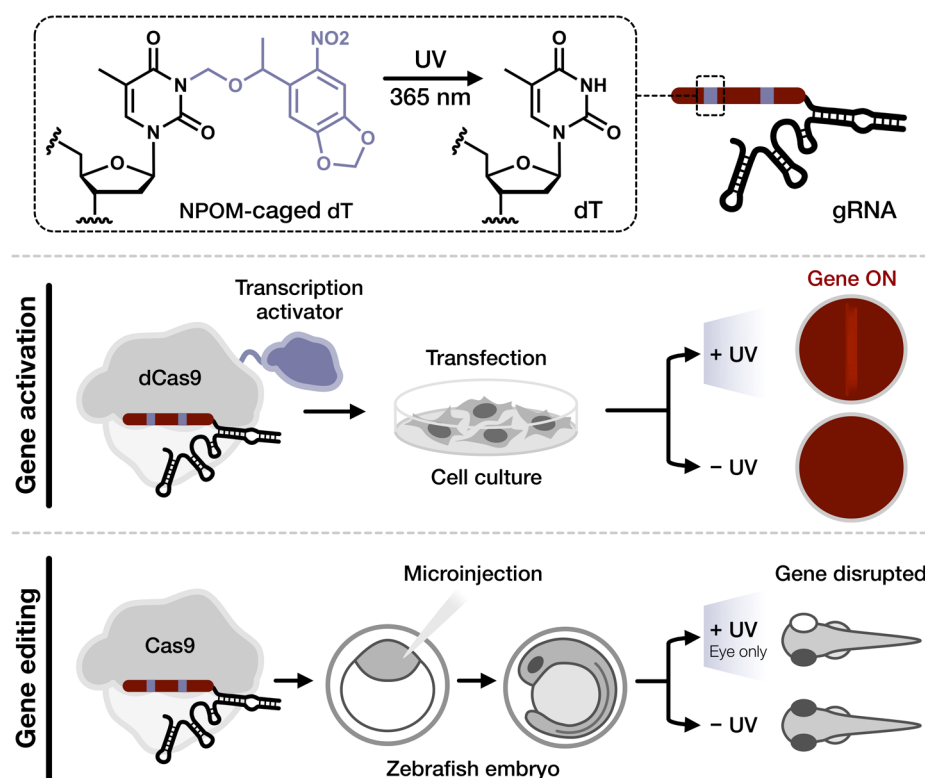 NO2
O
N
O
O
UV
365 nm
O
NH
N
O
N
O
O
O
O
O
NPOM-caged dT
dT
gRNA
Gene activation
Transcription
activator
dCas9
Transfection
Cell culture
Gene ON
+ UV
– UV
Gene editing
Cas9
Microinjection
Zebrafish embryo
Gene disrupted
+ UV
Eye only
– UV